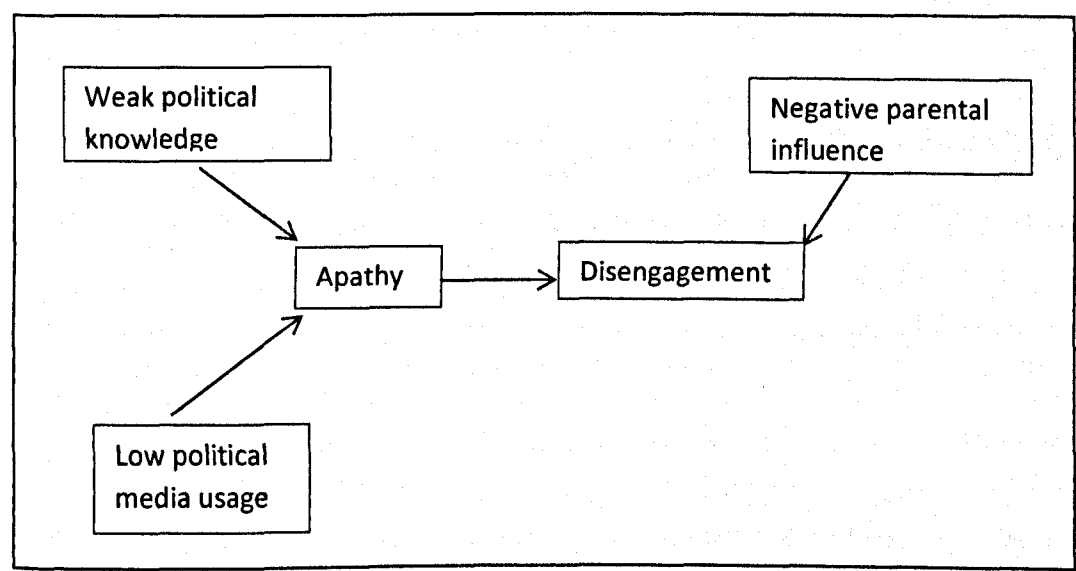 Weak political
knowledge
Negative parental
influence
Apathy
Disengagement
Low political
media usage